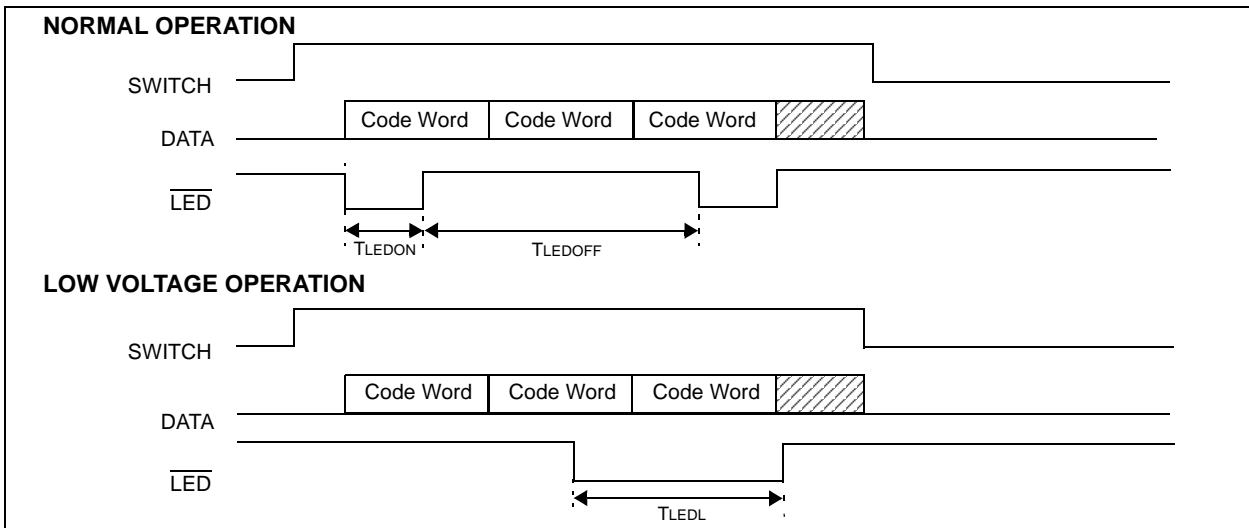 NORMAL OPERATION
SWITCH
Code Word Code Word Code Word
DATA
LED
TLEDON TLEDOFF
LOW VOLTAGE OPERATION
SWITCH
Code Word Code Word Code Word
DATA
LED
TLEDL